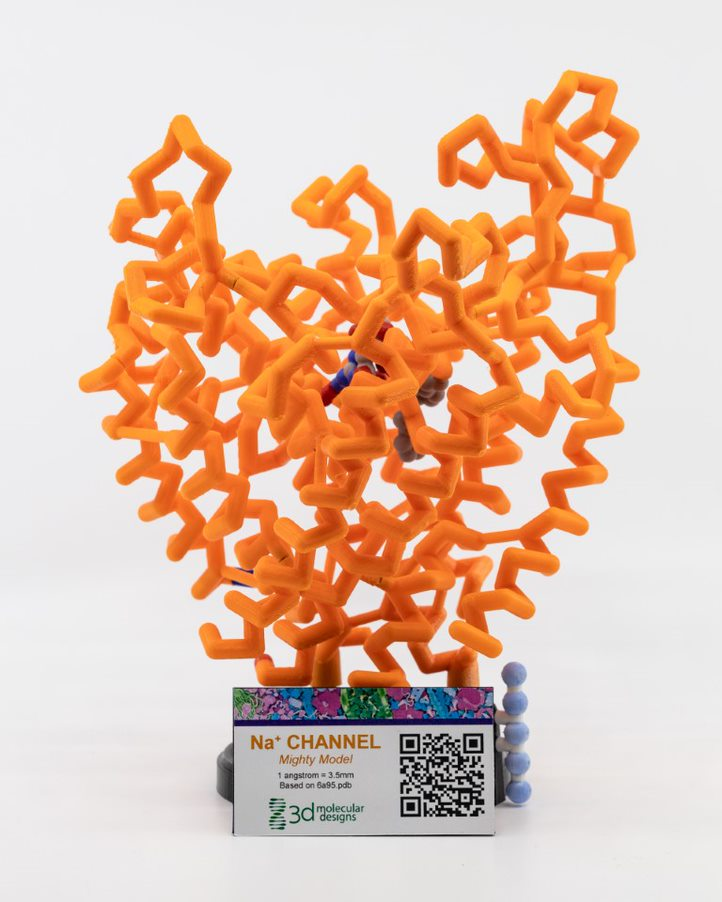 Na⁺ CHANNEL
Mighty Model
1 angstrom = 3.5mm
Based on 6a95.pdb
3d molecular
designs